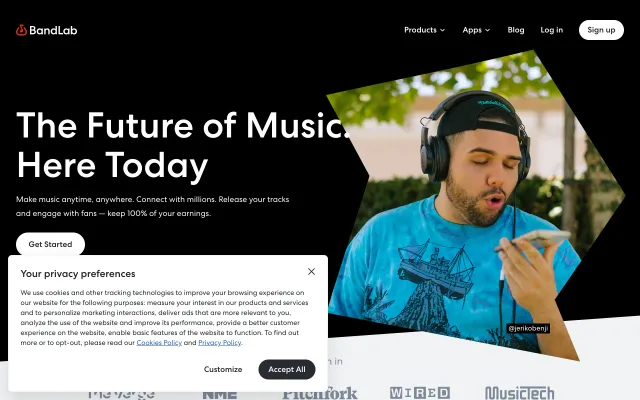 BandLab
Products
Apps
Blog
Log in
Sign up
The Future of Music.
Here Today
Make music anytime, anywhere. Connect with millions. Release your tracks
and engage with fans — keep 100% of your earnings.
Get Started
@jerikobenji
Your privacy preferences
We use cookies and other tracking technologies to improve your browsing experience on
our website for the following purposes: measure your interest in our products and services
and to personalize marketing interactions, deliver ads that are more relevant to you,
analyze the use of the website and improve its performance, provide a better customer
experience on the website, enable basic features of the website to function. To find out
more or to opt-out, please read our Cookies Policy and Privacy Policy.
Customize
Accept All
in
NME
Pitchfork
WIRED
MusicTech